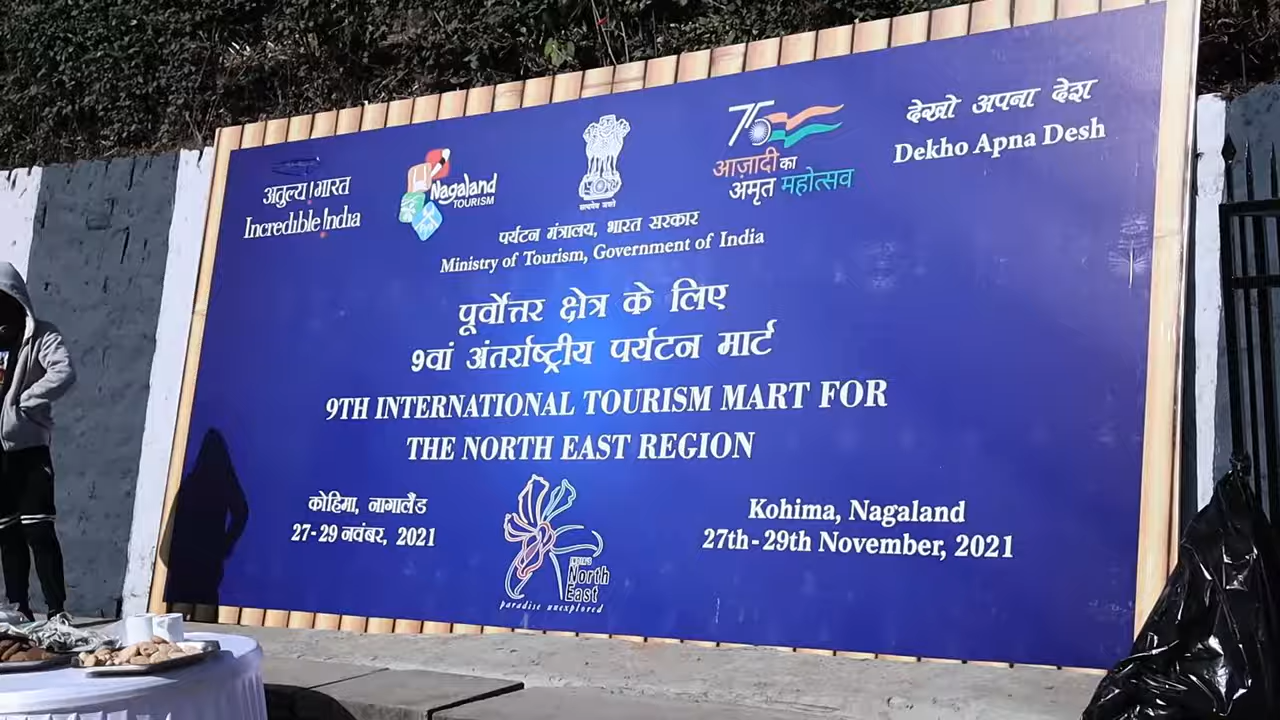 अतुल्य !भारत
Incredible !ndia
Nagaland
TOURISM
सत्यमेव जयते
75
आज़ादी का
अमृत महोत्सव
देखो अपना देश
Dekho Apna Desh
पर्यटन मंत्रालय, भारत सरकार
Ministry of Tourism, Government of India
पूर्वोत्तर क्षेत्र के लिए
9वां अंतर्राष्ट्रीय पर्यटन मार्ट
9TH INTERNATIONAL TOURISM MART FOR
THE NORTH EAST REGION
कोहिमा, नागालैंड
27-29 नवंबर, 2021
INDIA'S
North
East
paradise unexplored
Kohima, Nagaland
27th-29th November, 2021